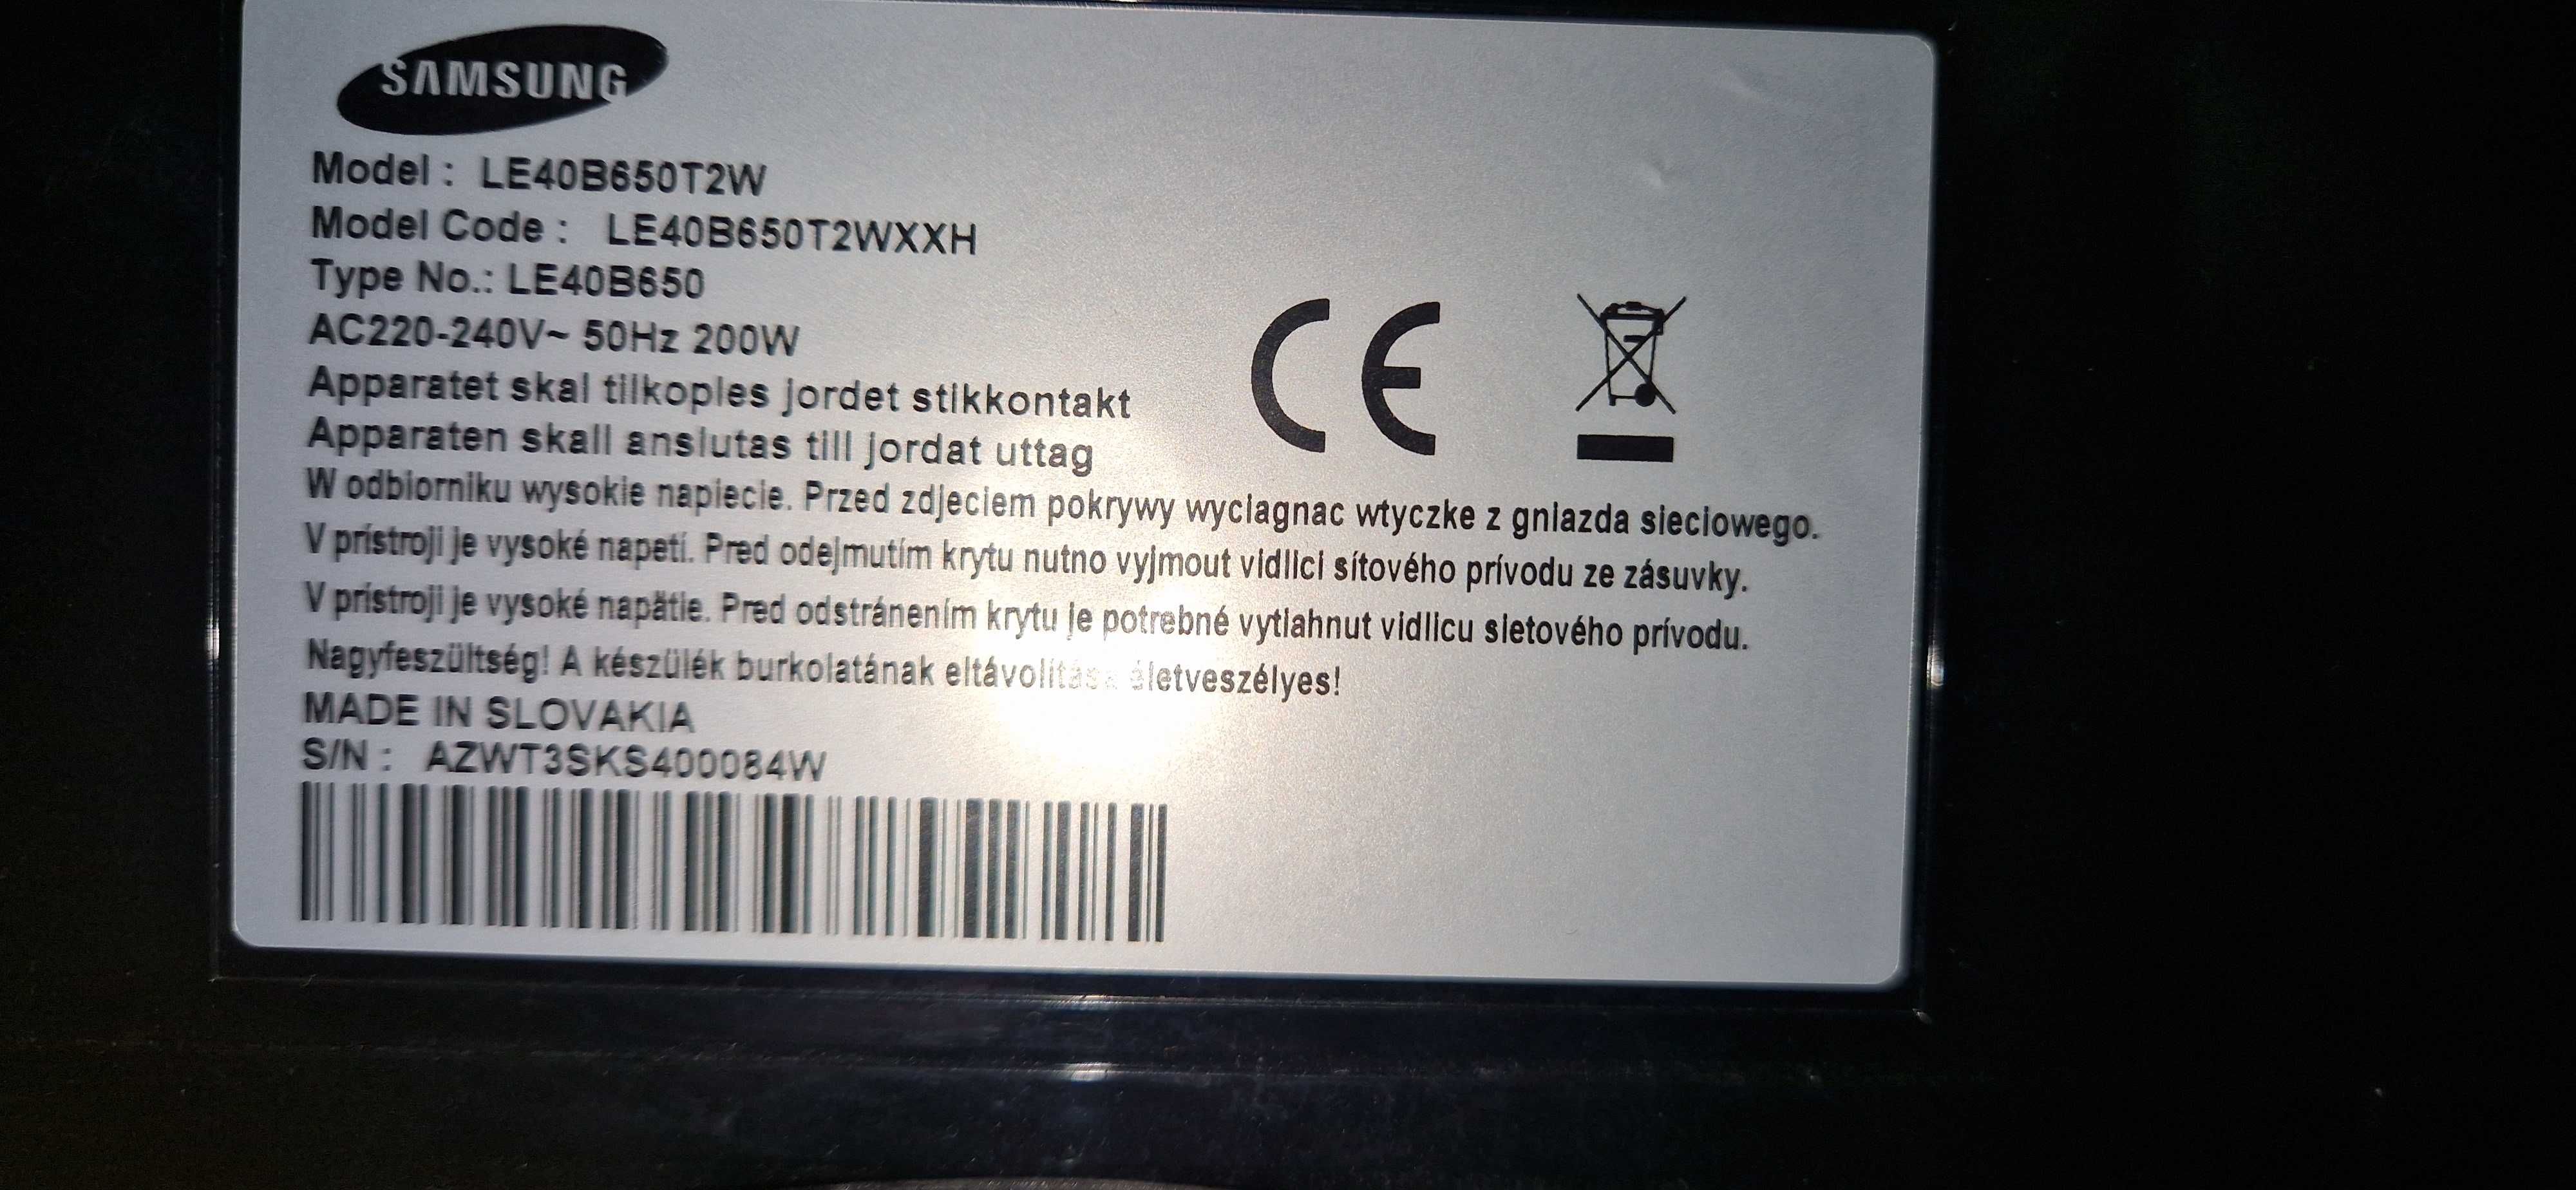 SAMSUNG
Model : LE40B650T2W
Model Code : LE40B650T2WXXH
Type No.: LE40B650
AC220-240V~ 50Hz 200W
Apparatet skal tilkoples jordet stikkontakt
Apparaten skall anslutas till jordat uttag
W odbiorniku wysokie napiecie. Przed zdjeciem pokrywy wyciagnac wtyczke z gniazda sieciowego.
V prístroji je vysoké napetí. Pred odejmutím krytu nutno vyjmout vidlici sítového prívodu ze zásuvky.
V prístroji je vysoké napätie. Pred odstránením krytu je potrebné vytiahnut vidlicu sietového prívodu.
Nagyfeszültség! A készülék burkolatának életveszélyes!
MADE IN SLOVAKIA
S/N : AZWT3SKS400084W
CE